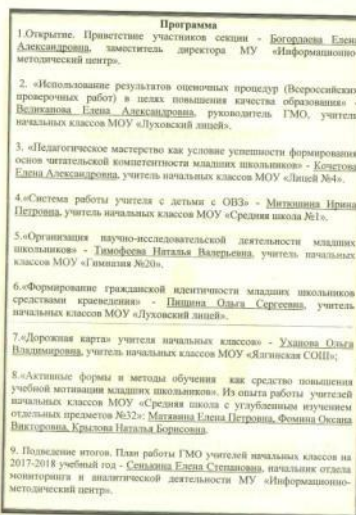 Программа
1.Открытие. Приветствие участников секции - Богордаева Елена
Александровна, заместитель директора МУ «Информационно-
методический центр».
2. «Использование результатов оценочных процедур (Всероссийских
проверочных работ) в целях повышения качества образования» -
Великанова Елена Александровна, руководитель ГМО, учитель
начальных классов МОУ «Луховский лицей».
3. «Педагогическое мастерство как условие успешности формирования
основ читательской компетентности младших школьников» - Кочетова
Елена Александровна, учитель начальных классов МОУ «Лицей №4».
4.«Система работы учителя с детьми с ОВЗ» - Митюнина Ирина
Петровна, учитель начальных классов МОУ «Средняя школа №1».
5.«Организация научно-исследовательской деятельности младших
школьников» - Тимофеева Наталья Валерьевна, учитель начальных
классов МОУ «Гимназия №20».
6.«Формирование гражданской идентичности младших школьников
средствами краеведения» - Пищина Ольга Сергеевна, учитель
начальных классов МОУ «Луховский лицей».
7.«Дорожная карта» учителя начальных классов» - Уханова Ольга
Владимировна, учитель начальных классов МОУ «Ялгинская СОШ»;
8.«Активные формы и методы обучения как средство повышения
учебной мотивации младших школьников». Из опыта работы учителей
начальных классов МОУ «Средняя школа с углубленным изучением
отдельных предметов №32»: Матявина Елена Петровна, Фомина Оксана
Викторовна, Крылова Наталья Борисовна.
9. Подведение итогов. План работы ГМО учителей начальных классов на
2017-2018 учебный год - Сенькина Елена Степановна, начальник отдела
мониторинга и аналитической деятельности МУ «Информационно-
методический центр».